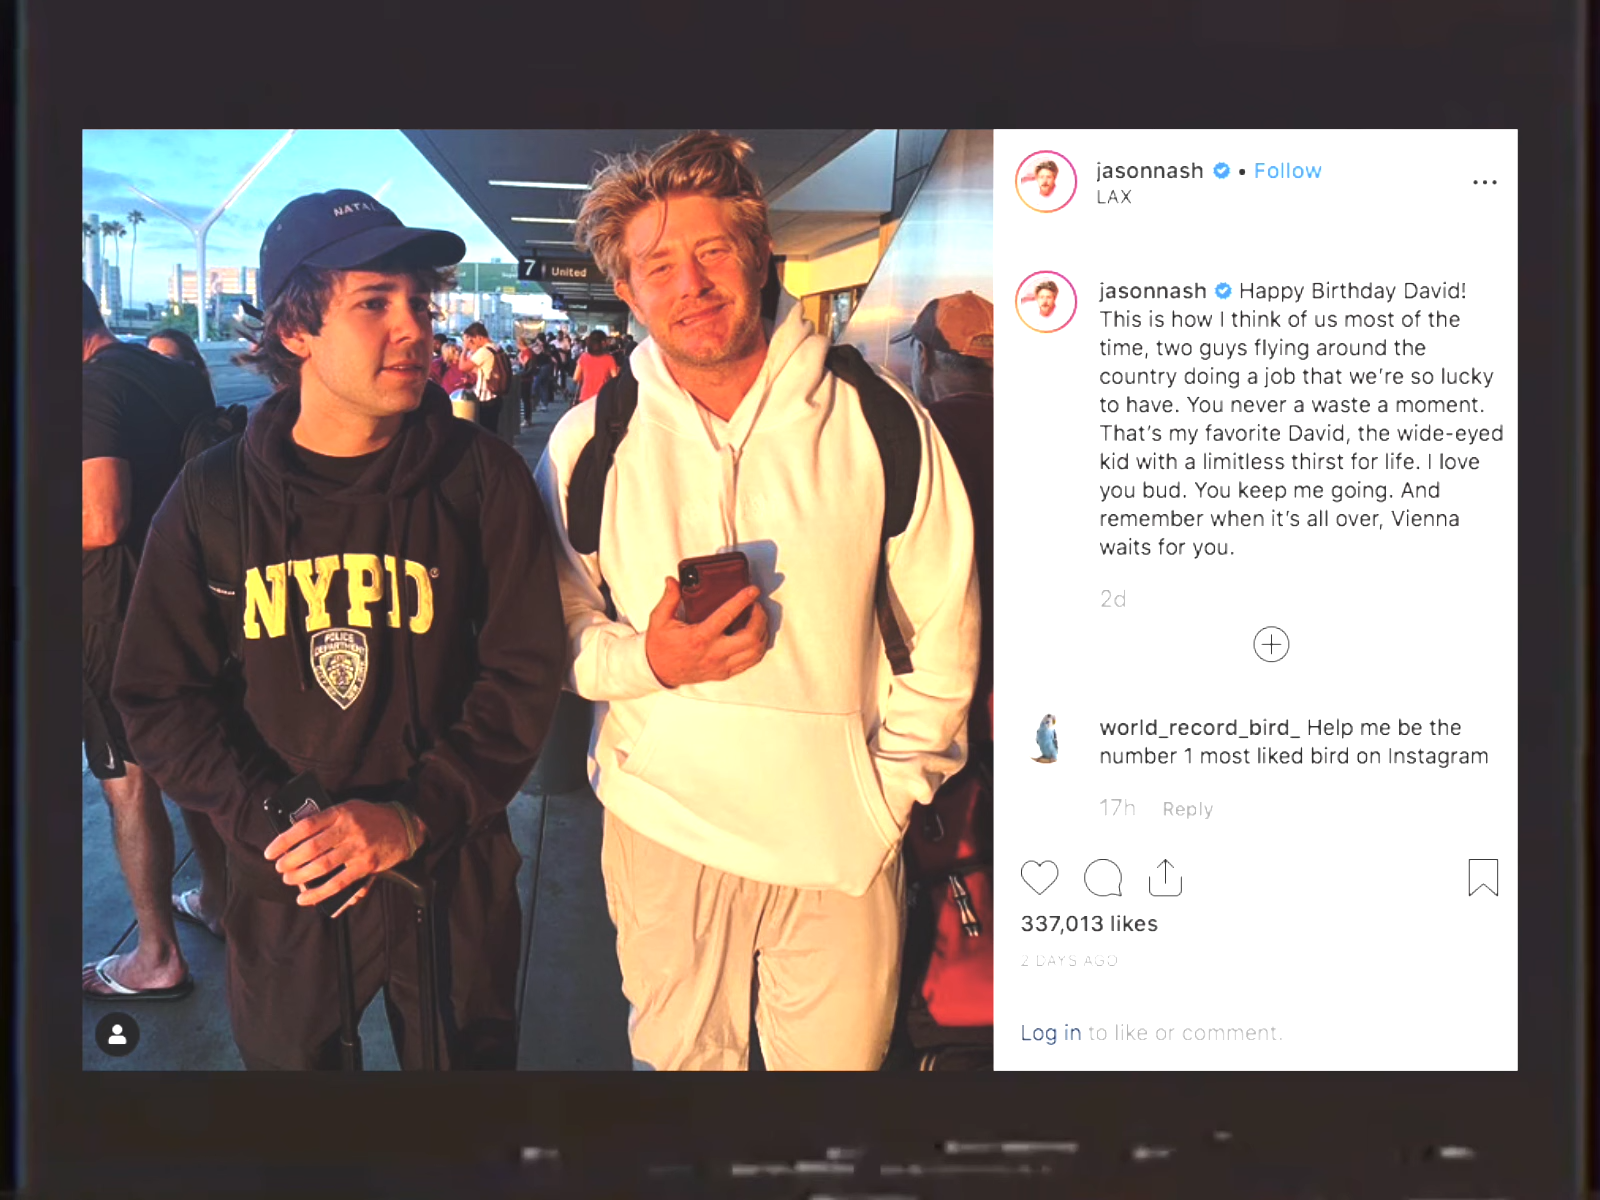 NATAL
7 United
NYPD
POLICE
DEPARTMENT
jasonnash • Follow
LAX
jasonnash Happy Birthday David!
This is how I think of us most of the
time, two guys flying around the
country doing a job that we're so lucky
to have. You never a waste a moment.
That's my favorite David, the wide-eyed
kid with a limitless thirst for life. I love
you bud. You keep me going. And
remember when it's all over, Vienna
waits for you.
2d
world_record_bird_ Help me be the
number 1 most liked bird on Instagram
17h Reply
337,013 likes
2 DAYS AGO
Log in to like or comment.